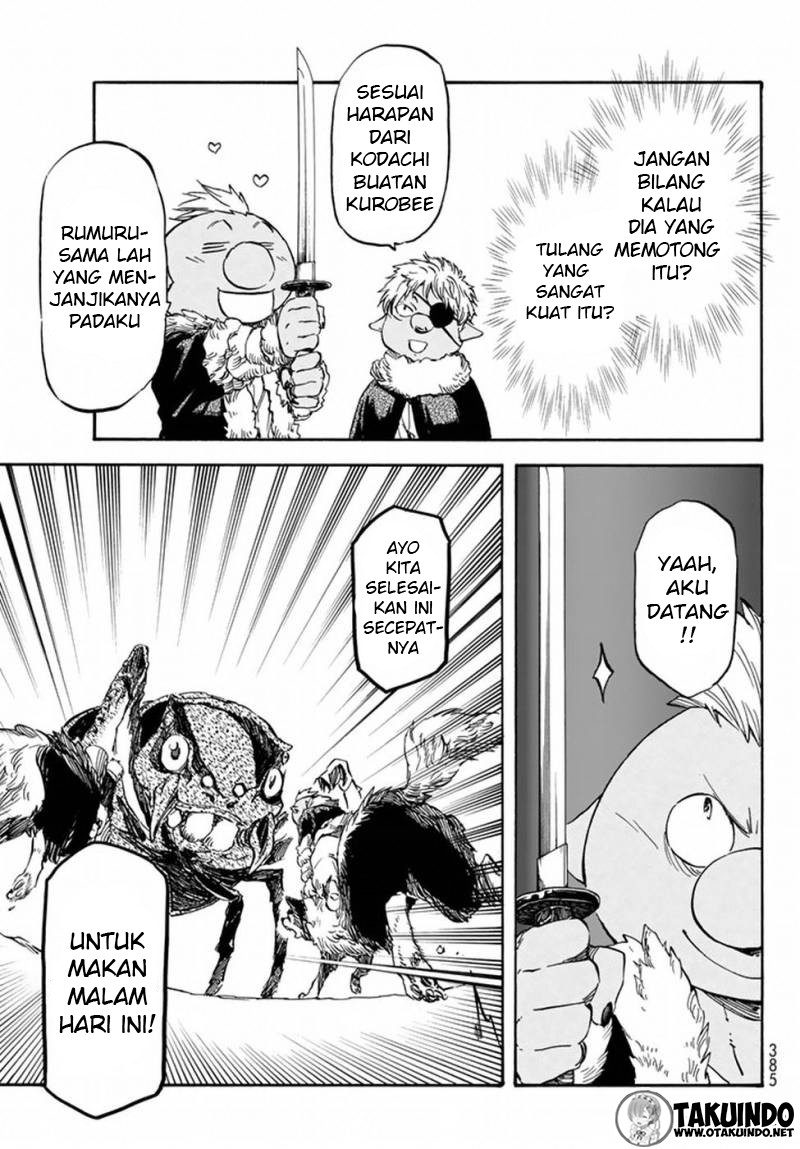 JANGAN
BILANG
KALAU
DIA YANG
MEMOTONG
ITU?
TULANG
YANG
SANGAT
KUAT ITU?
SESUAI
HARAPAN
DARI
KODACHI
BUATAN
KUROBEE
RUMURU-
SAMA LAH
YANG MEN-
JANJIKANYA
PADAKU
YAAH,
AKU
DATANG
!!
AYO
KITA
SELESAI-
KAN INI
SECEPAT-
NYA
UNTUK
MAKAN
MALAM
HARI INI!
385
OTAKUINDO
WWW.OTAKUINDO.NET